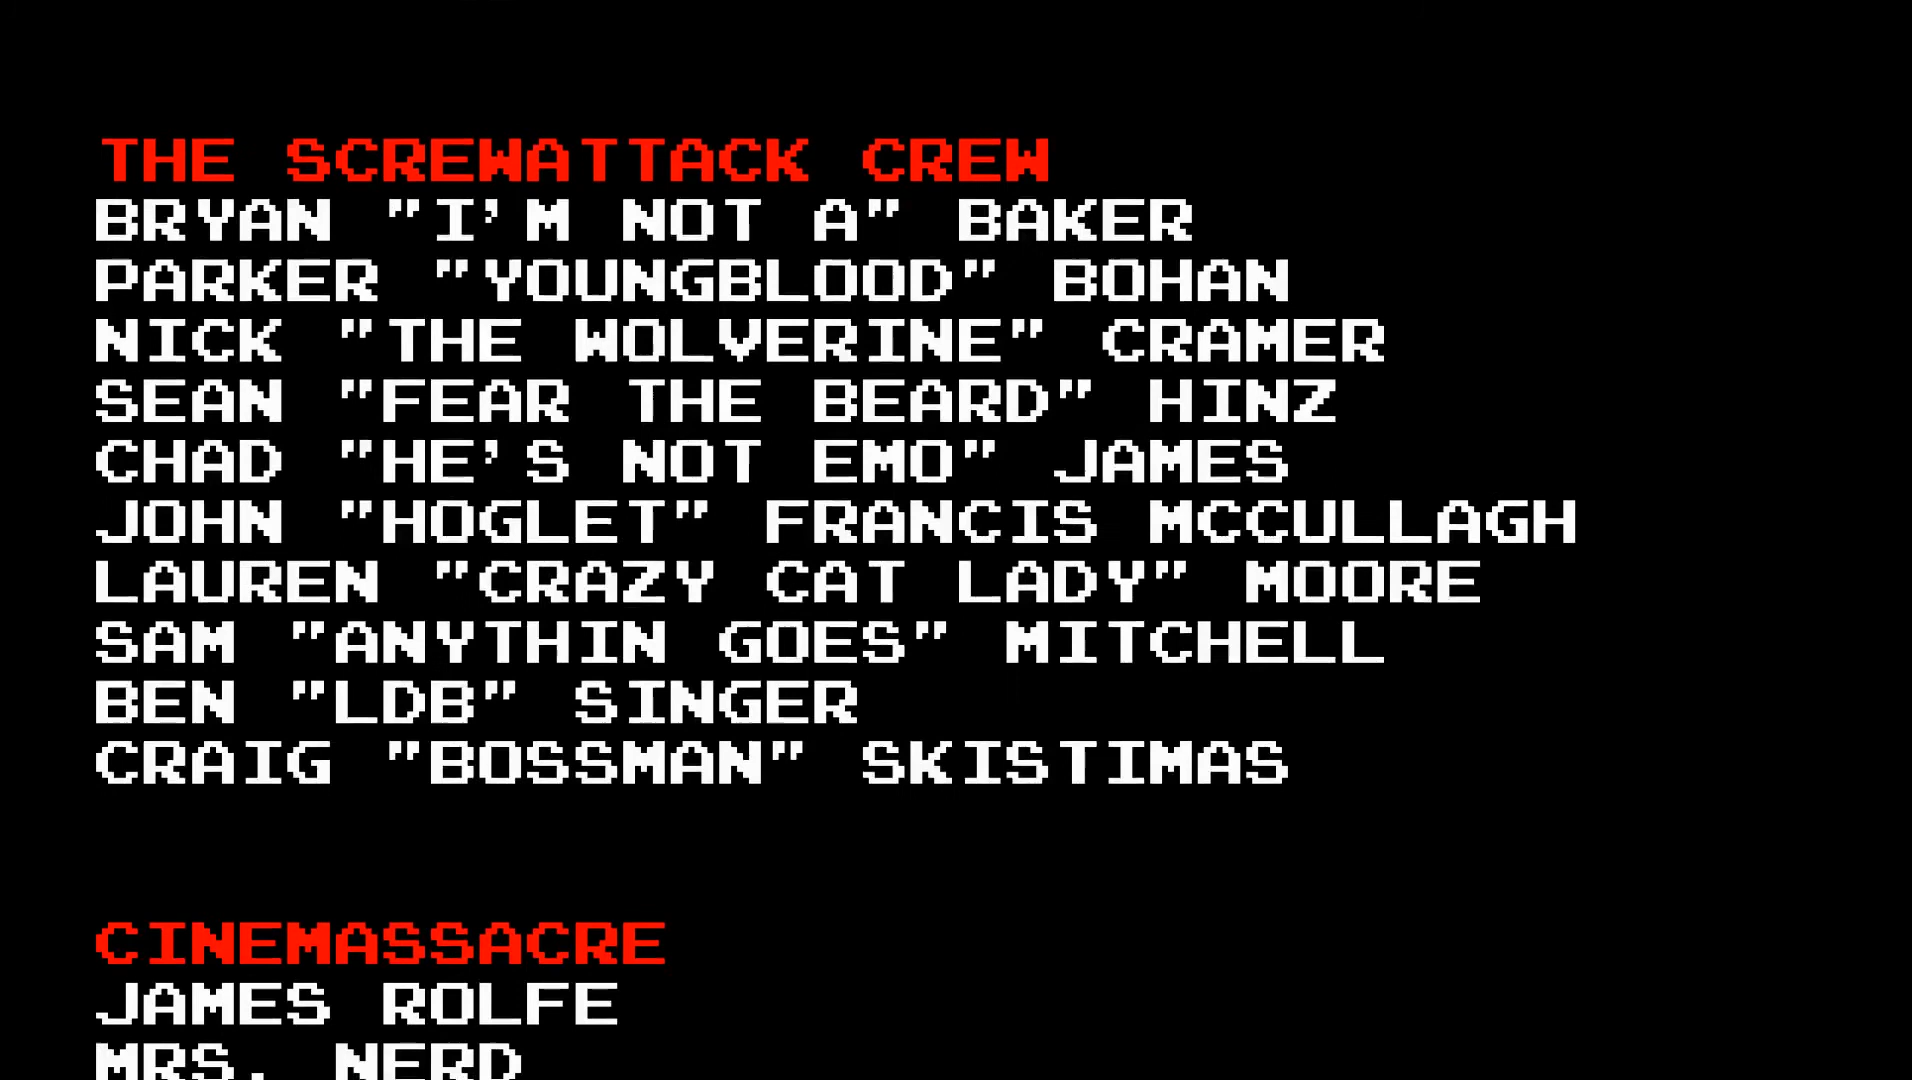 THE SCREWATTACK CREW
BRYAN "I'M NOT A" BAKER
PARKER "YOUNGBLOOD" BOHAN
NICK "THE WOLVERINE" CRAMER
SEAN "FEAR THE BEARD" HINZ
CHAD "HE'S NOT EMO" JAMES
JOHN "HOGLET" FRANCIS MCCULLAGH
LAUREN "CRAZY CAT LADY" MOORE
SAM "ANYTHIN GOES" MITCHELL
BEN "LDB" SINGER
CRAIG "BOSSMAN" SKISTIMAS
CINEMASSACRE
JAMES ROLFE
MRS. NERD